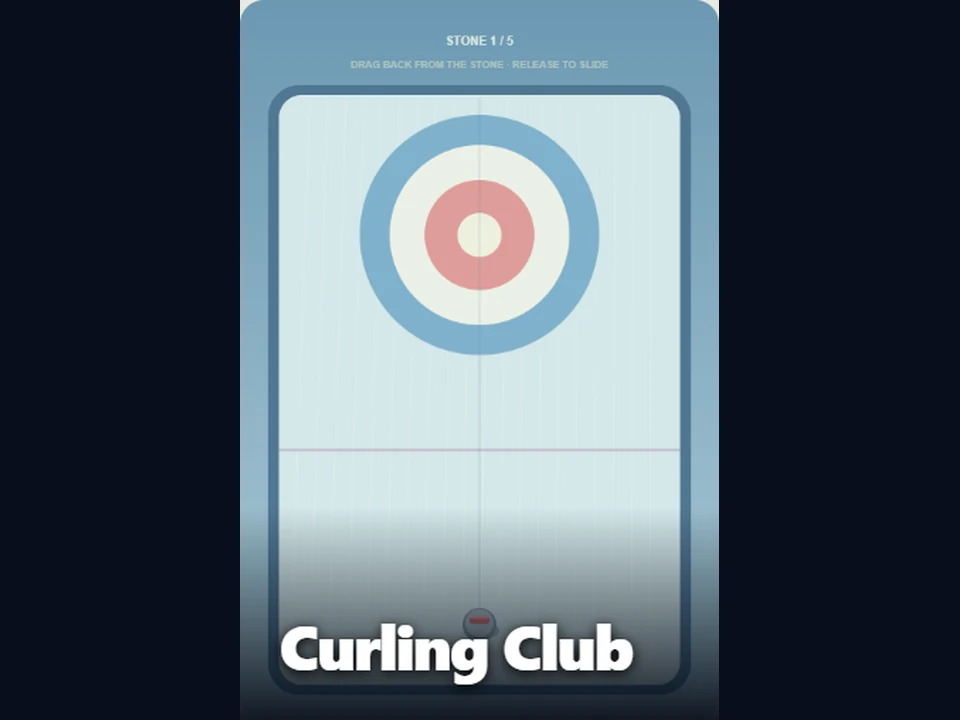 STONE 1 / 5
DRAG BACK FROM THE STONE · RELEASE TO SLIDE
Curling Club